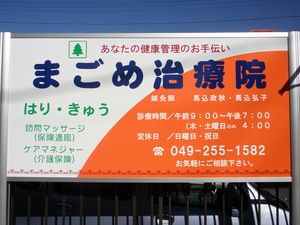 あなたの健康管理のお手伝い
まごめ治療院
はり・きゅう
訪問マッサージ
(保険適応)
ケアマネジャー
(介護保険)
鍼灸師 馬込政秋・馬込弘子
診療時間/午前9:00〜午後7:00
(木・土曜日のみ 4:00
定休日 /日曜日・祝日
☎ 049-255-1582
お気軽にご相談下さい。